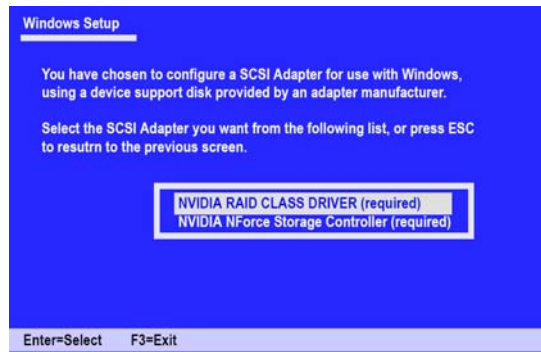 Windows Setup
You have chosen to configure a SCSI Adapter for use with Windows,
using a device support disk provided by an adapter manufacturer.
Select the SCSI Adapter you want from the following list, or press ESC
to resutrn to the previous screen.
NVIDIA RAID CLASS DRIVER (required)
NVIDIA NForce Storage Controller (required)
Enter=Select F3=Exit